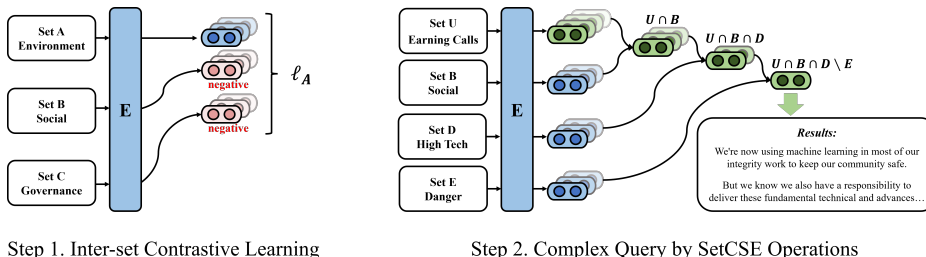 Set A
Environment
Set B
Social
Set C
Governance
E
negative
negative
ℓ_A
Step 1. Inter-set Contrastive Learning
Set U
Earning Calls
Set B
Social
Set D
High Tech
Set E
Danger
E
U ∩ B
U ∩ B ∩ D
U ∩ B ∩ D \ E
Results:
We're now using machine learning in most of our
integrity work to keep our community safe.
But we know we also have a responsibility to
deliver these fundamental technical and advances…
Step 2. Complex Query by SetCSE Operations